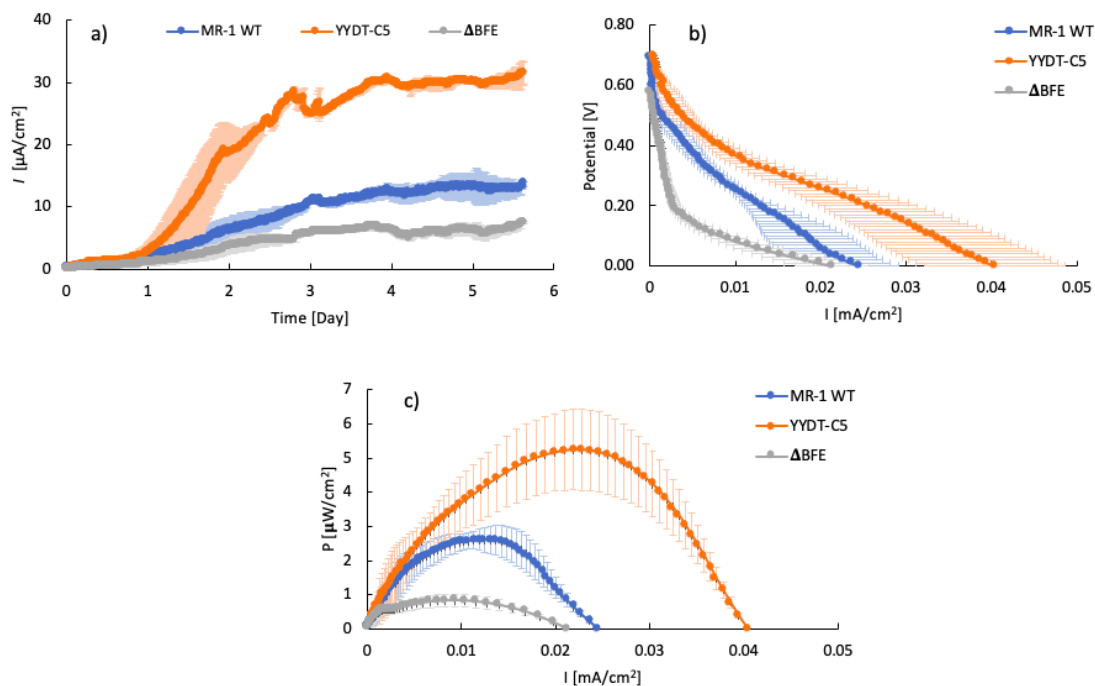 a)
MR-1 WT
YYDT-C5
ΔBFE
I [µA/cm²]
40
30
20
10
0
0 1 2 3 4 5 6
Time [Day]
b)
MR-1 WT
YYDT-C5
ΔBFE
Potential [V]
0.80
0.60
0.40
0.20
0.00
0 0.01 0.02 0.03 0.04 0.05
I [mA/cm²]
c)
MR-1 WT
YYDT-C5
ΔBFE
P [µW/cm²]
7
6
5
4
3
2
1
0
0 0.01 0.02 0.03 0.04 0.05
I [mA/cm²]